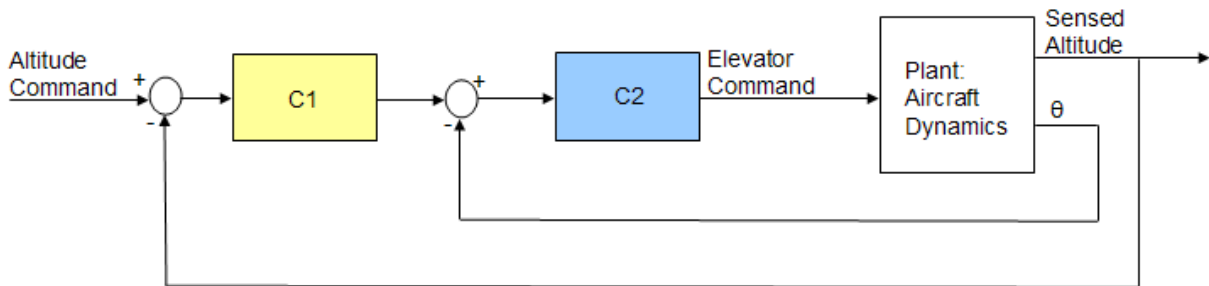 Altitude
Command
+
-
C1
+
-
C2
Elevator
Command
Plant:
Aircraft
Dynamics
Sensed
Altitude
θ